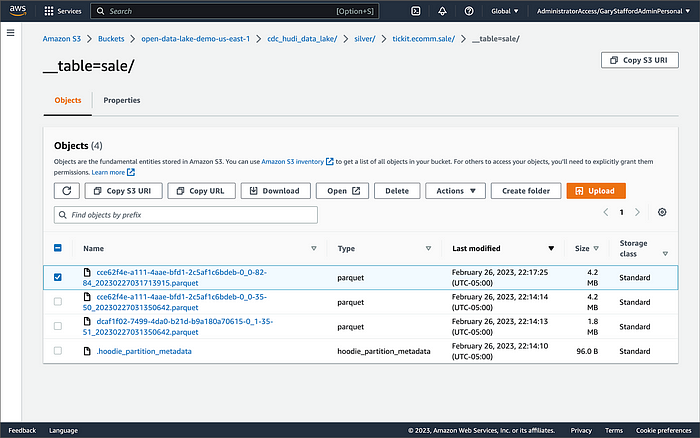 aws
Services
Search
[Option+S]
Global
AdministratorAccess/GaryStaffordAdminPersonal
Amazon S3 > Buckets > open-data-lake-demo-us-east-1 > cdc_hudi_data_lake/ > silver/ > tickit.ecomm.sale/ > __table=sale/
__table=sale/
Copy S3 URI
Objects
Properties
Objects (4)
Objects are the fundamental entities stored in Amazon S3. You can use Amazon S3 inventory to get a list of all objects in your bucket. For others to access your objects, you'll need to explicitly grant them
permissions. Learn more
Copy S3 URI
Copy URL
Download
Open
Delete
Actions
Create folder
Upload
Find objects by prefix
1
Name
Type
Last modified
Size
Storage
class
cce62f4e-a111-4aae-bfd1-2c5af1c6bdeb-0_0-82-
84_20230227031713915.parquet
parquet
February 26, 2023, 22:17:25
(UTC-05:00)
4.2
MB
Standard
cce62f4e-a111-4aae-bfd1-2c5af1c6bdeb-0_0-35-
50_20230227031350642.parquet
parquet
February 26, 2023, 22:14:14
(UTC-05:00)
4.2
MB
Standard
dcaf1f02-7499-4da0-b21d-b9a180a70615-0_1-35-
51_20230227031350642.parquet
parquet
February 26, 2023, 22:14:13
(UTC-05:00)
1.8
MB
Standard
.hoodie_partition_metadata
hoodie_partition_metadata
February 26, 2023, 22:14:10
(UTC-05:00)
96.0 B
Standard
Feedback
Language
© 2023, Amazon Web Services, Inc. or its affiliates.
Privacy
Terms
Cookie preferences